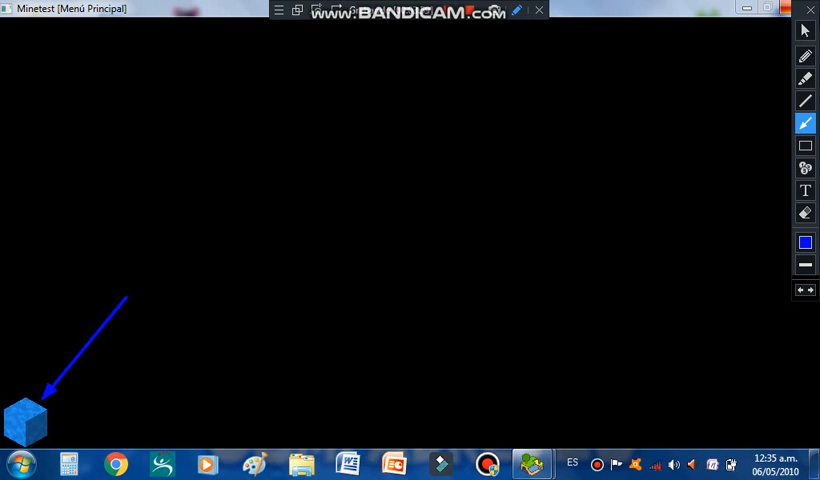 Minetest [Menú Principal]
www.BANDICAM.com
T
ES
12:35 a.m.
06/05/2010